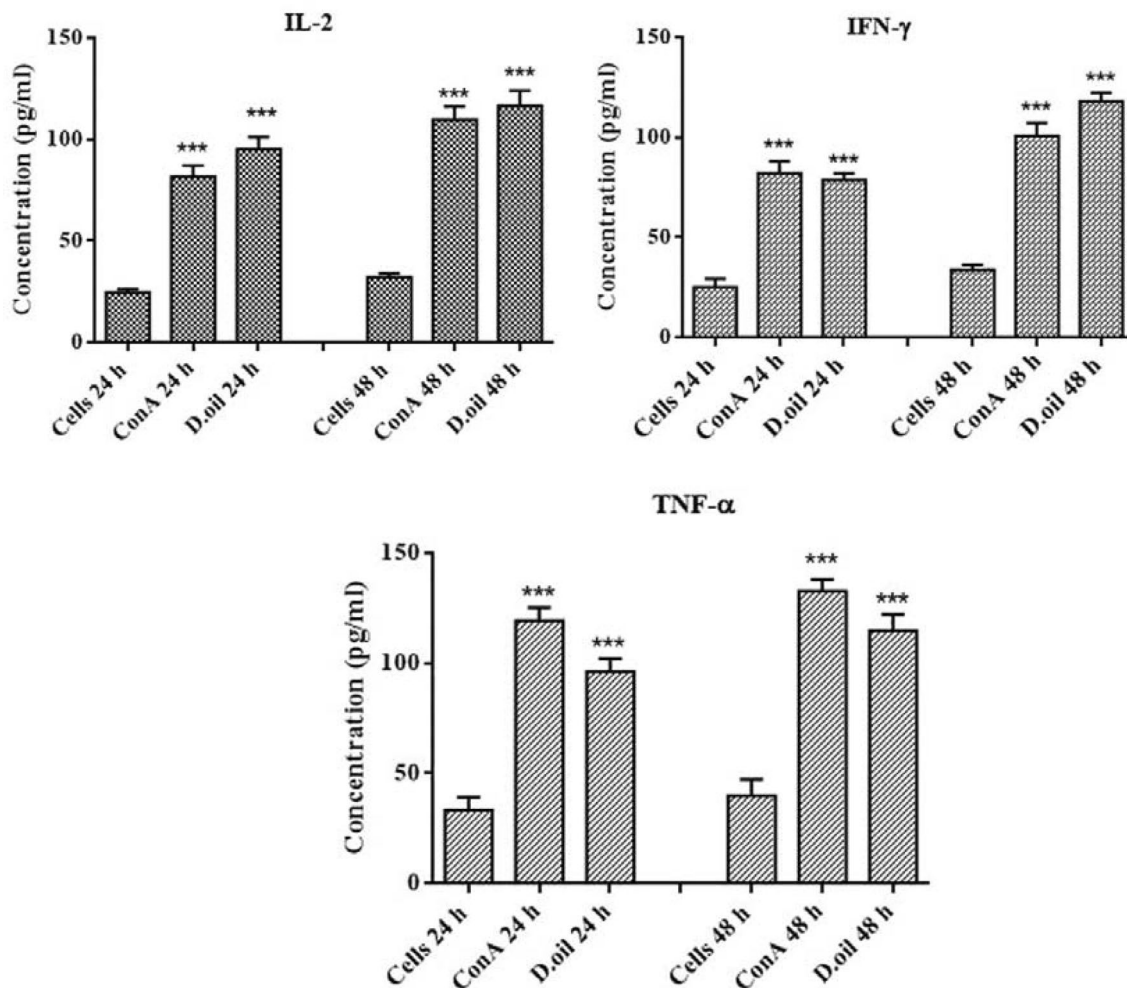 IL-2
Concentration (pg/ml)
150
100
50
0
***
***
***
***
Cells 24 h
ConA 24 h
D.oil 24 h
Cells 48 h
ConA 48 h
D.oil 48 h
IFN-γ
Concentration (pg/ml)
150
100
50
0
***
***
***
***
Cells 24 h
ConA 24 h
D.oil 24 h
Cells 48 h
ConA 48 h
D.oil 48 h
TNF-α
Concentration (pg/ml)
150
100
50
0
***
***
***
***
Cells 24 h
ConA 24 h
D.oil 24 h
Cells 48 h
ConA 48 h
D.oil 48 h